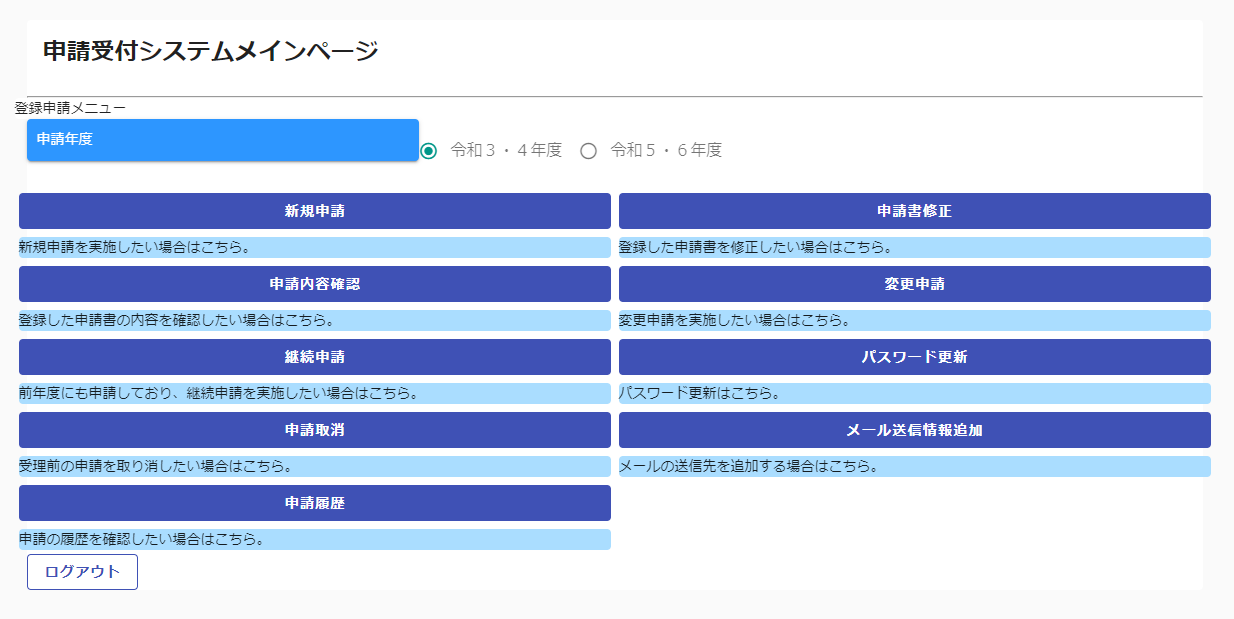 申請受付システムメインページ
登録申請メニュー
申請年度
令和３・４年度 令和５・６年度
新規申請 申請書修正
新規申請を実施したい場合はこちら。 登録した申請書を修正したい場合はこちら。
申請内容確認 変更申請
登録した申請書の内容を確認したい場合はこちら。 変更申請を実施したい場合はこちら。
継続申請 パスワード更新
前年度にも申請しており、継続申請を実施したい場合はこちら。 パスワード更新はこちら。
申請取消 メール送信情報追加
受理前の申請を取り消したい場合はこちら。 メールの送信先を追加する場合はこちら。
申請履歴
申請の履歴を確認したい場合はこちら。
ログアウト